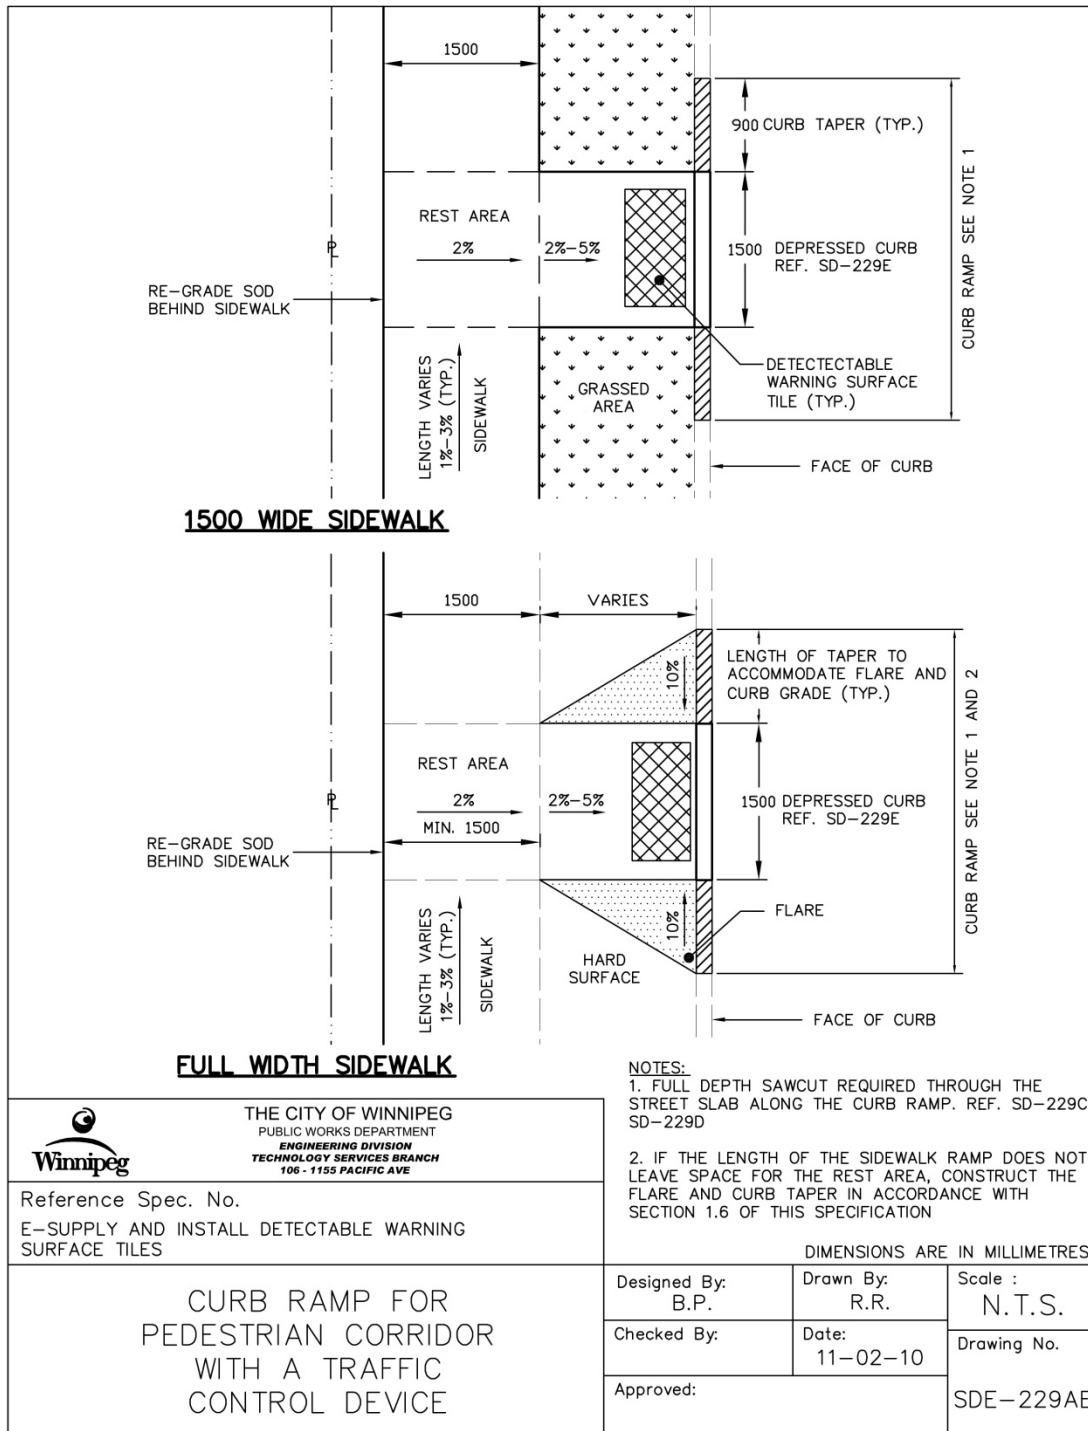 1500
900 CURB TAPER (TYP.)
REST AREA
2%
2%-5%
1500 DEPRESSED CURB
REF. SD-229E
CURB RAMP SEE NOTE 1
PL
RE-GRADE SOD
BEHIND SIDEWALK
LENGTH VARIES
1%-3% (TYP.)
SIDEWALK
GRASSED
AREA
DETECTECTABLE
WARNING SURFACE
TILE (TYP.)
FACE OF CURB
1500 WIDE SIDEWALK
1500
VARIES
10%
LENGTH OF TAPER TO
ACCOMMODATE FLARE AND
CURB GRADE (TYP.)
REST AREA
2%
2%-5%
MIN. 1500
1500 DEPRESSED CURB
REF. SD-229E
CURB RAMP SEE NOTE 1 AND 2
PL
RE-GRADE SOD
BEHIND SIDEWALK
LENGTH VARIES
1%-3% (TYP.)
SIDEWALK
10%
FLARE
HARD
SURFACE
FACE OF CURB
FULL WIDTH SIDEWALK
NOTES:
1. FULL DEPTH SAWCUT REQUIRED THROUGH THE
STREET SLAB ALONG THE CURB RAMP. REF. SD-229C
SD-229D
2. IF THE LENGTH OF THE SIDEWALK RAMP DOES NOT
LEAVE SPACE FOR THE REST AREA, CONSTRUCT THE
FLARE AND CURB TAPER IN ACCORDANCE WITH
SECTION 1.6 OF THIS SPECIFICATION
DIMENSIONS ARE IN MILLIMETRES
Winnipeg
THE CITY OF WINNIPEG
PUBLIC WORKS DEPARTMENT
ENGINEERING DIVISION
TECHNOLOGY SERVICES BRANCH
106 - 1155 PACIFIC AVE
Reference Spec. No.
E-SUPPLY AND INSTALL DETECTABLE WARNING
SURFACE TILES
CURB RAMP FOR
PEDESTRIAN CORRIDOR
WITH A TRAFFIC
CONTROL DEVICE
Designed By:
B.P.
Drawn By:
R.R.
Scale :
N.T.S.
Checked By:
Date:
11-02-10
Drawing No.
SDE-229AE
Approved: